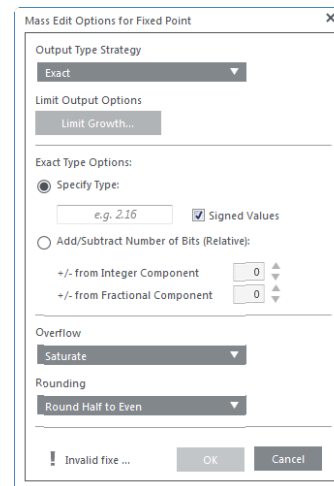 Mass Edit Options for Fixed Point
Output Type Strategy
Exact
Limit Output Options
Limit Growth...
Exact Type Options:
Specify Type:
e.g. 2.16 Signed Values
Add/Subtract Number of Bits (Relative):
+/- from Integer Component 0
+/- from Fractional Component 0
Overflow
Saturate
Rounding
Round Half to Even
! Invalid fixe ... OK Cancel